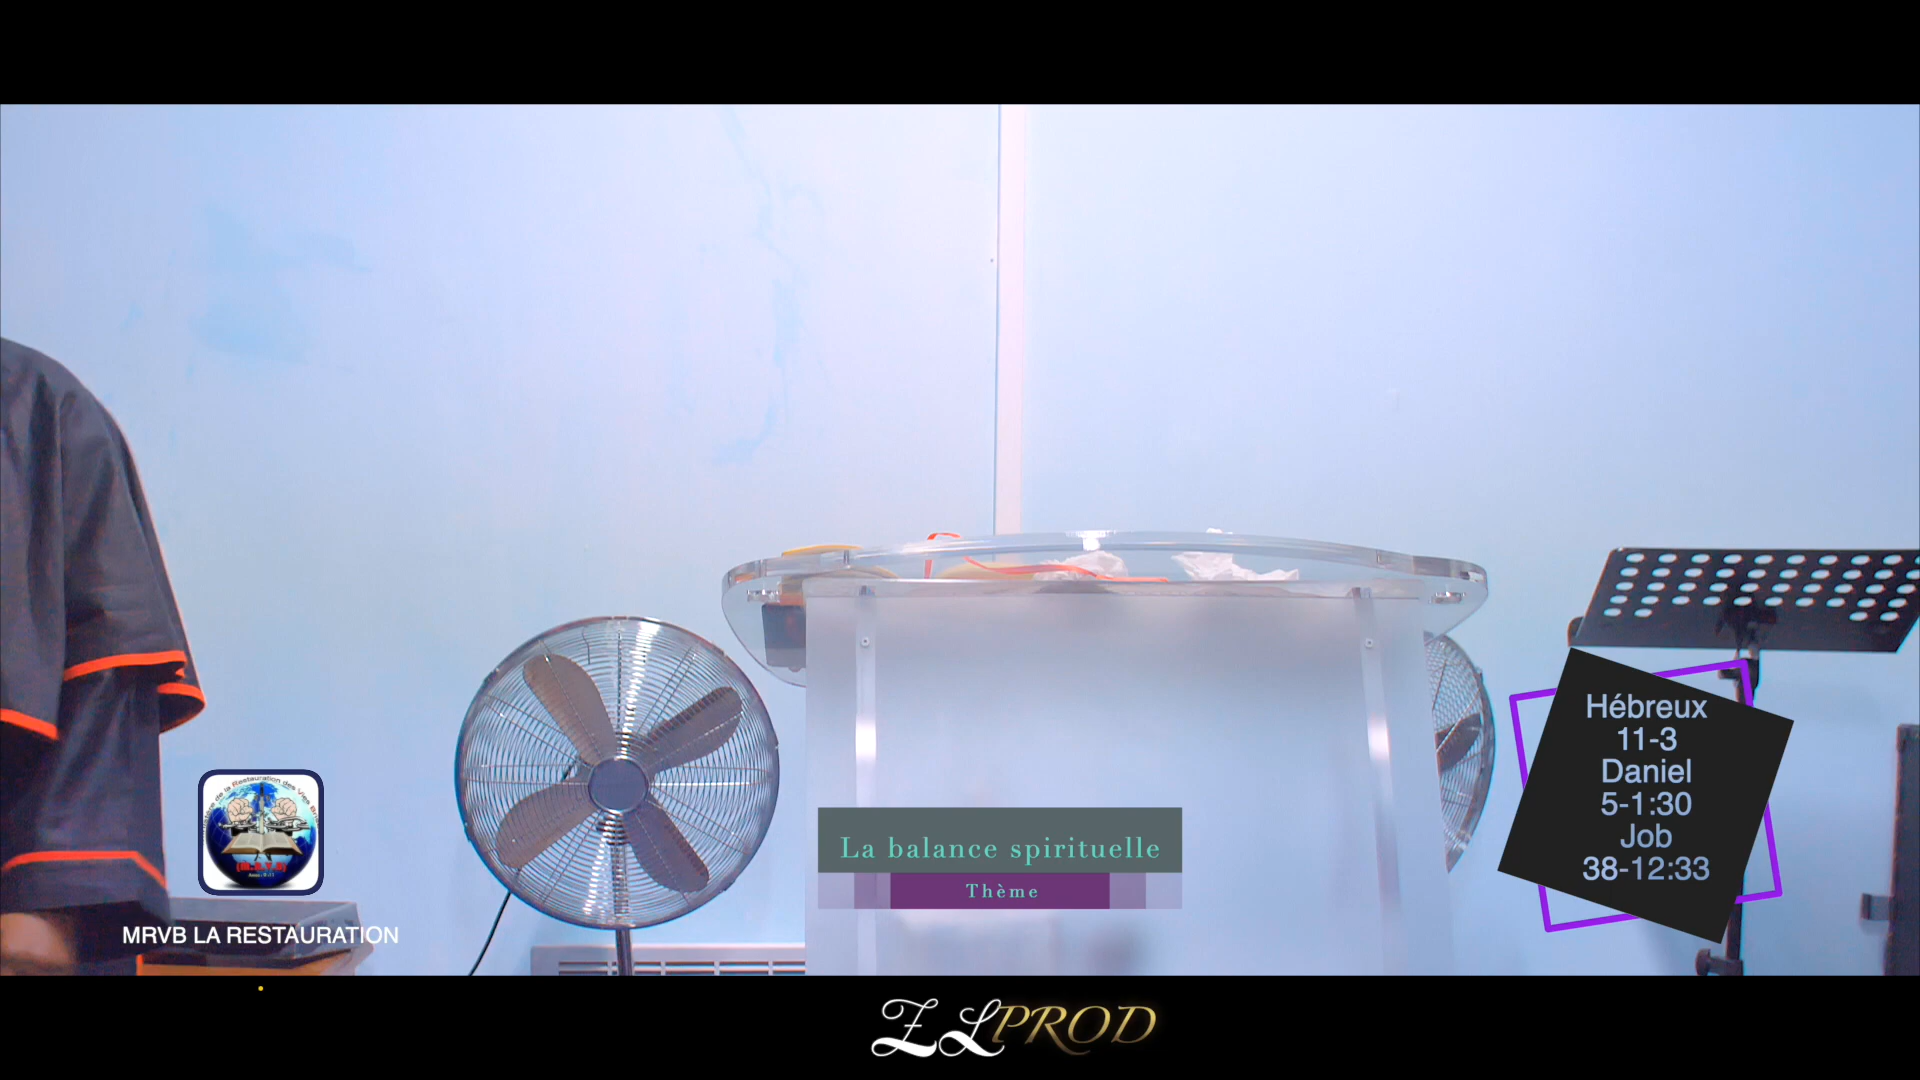 La balance spirituelle
Thème
Hébreux
11-3
Daniel
5-1:30
Job
38-12:33
MRVB LA RESTAURATION
ZLPROD